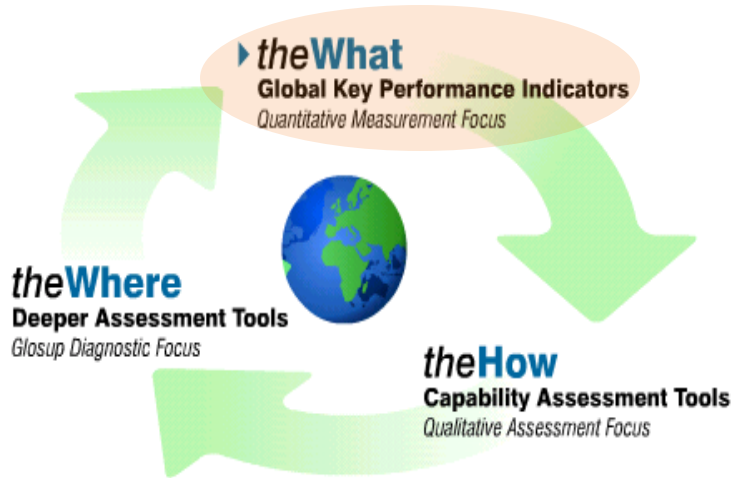 theWhat
Global Key Performance Indicators
Quantitative Measurement Focus
theWhere
Deeper Assessment Tools
Glosup Diagnostic Focus
theHow
Capability Assessment Tools
Qualitative Assessment Focus